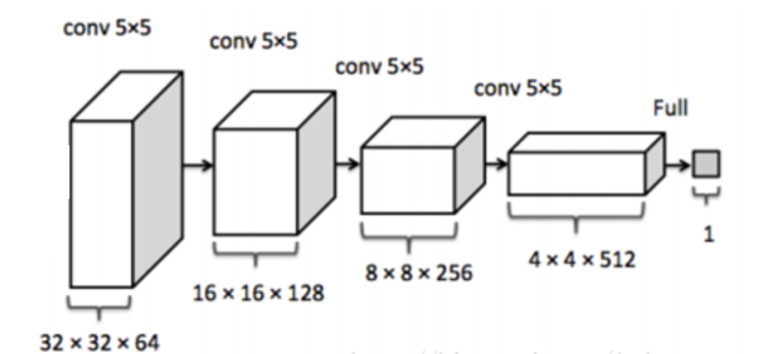 conv 5×5
conv 5×5
conv 5×5
conv 5×5
Full
1
4 × 4 × 512
8 × 8 × 256
16 × 16 × 128
32 × 32 × 64